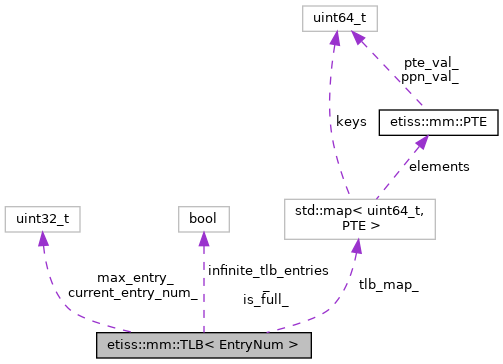 uint64_t
pte_val_
ppn_val_
keys
etiss::mm::PTE
elements
uint32_t
bool
std::map< uint64_t,
PTE >
max_entry_
current_entry_num_
infinite_tlb_entries
_
is_full_
tlb_map_
etiss::mm::TLB< EntryNum >